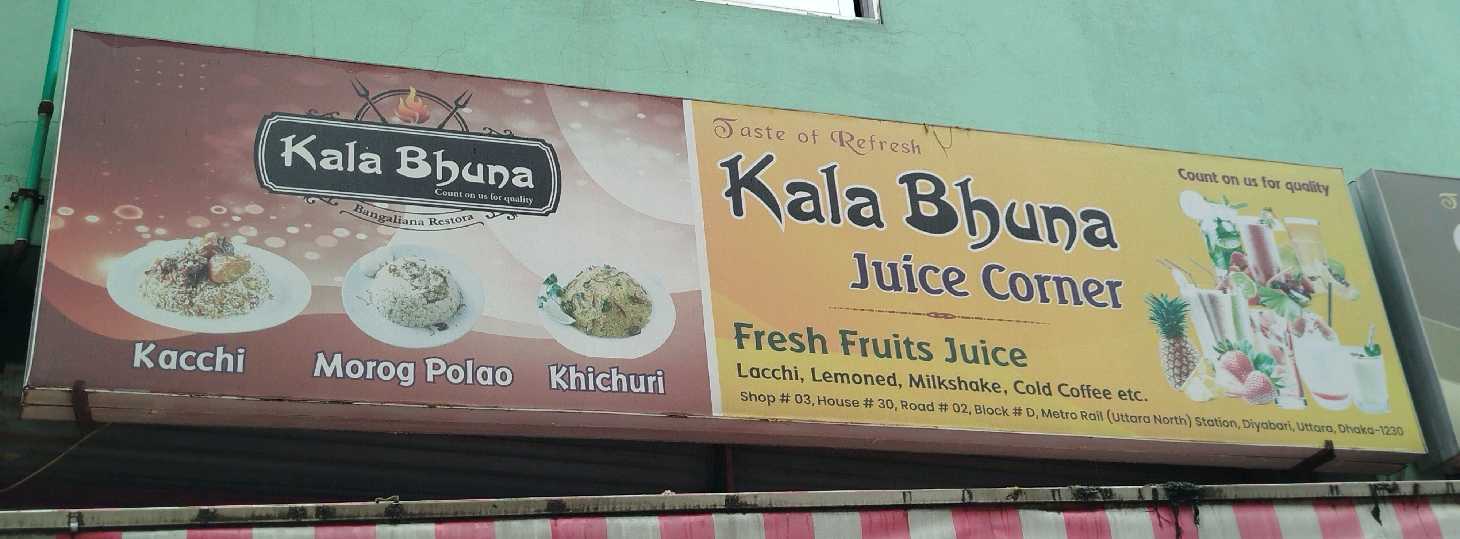 Kala Bhuna
Count on us for quality
Bangaliana Restora
Kacchi
Morog Polao
Khichuri
Taste of Refresh
Count on us for quality
Kala Bhuna
Juice Corner
Fresh Fruits Juice
Lacchi, Lemoned, Milkshake, Cold Coffee etc.
Shop # 03, House # 30, Road # 02, Block # D, Metro Rail (Uttara North) Station, Diyabari, Uttara, Dhaka-1230